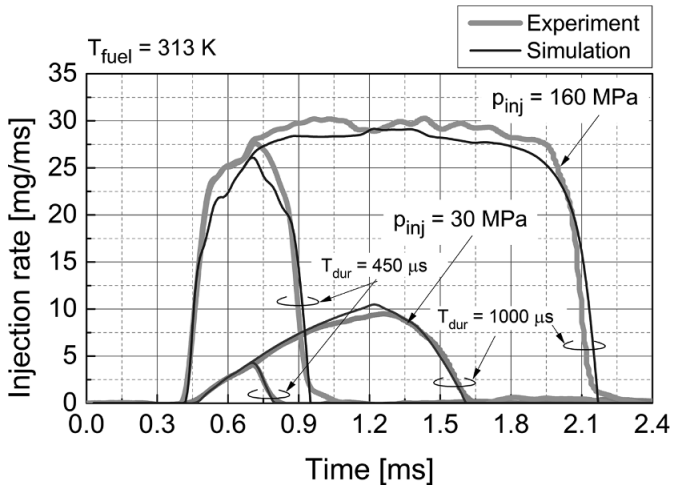 Experiment
T_fuel = 313 K
Simulation
35
30
25
20
15
10
5
0
Injection rate [mg/ms]
p_inj = 160 MPa
p_inj = 30 MPa
T_dur = 450 μs
T_dur = 1000 μs
0.0 0.3 0.6 0.9 1.2 1.5 1.8 2.1 2.4
Time [ms]